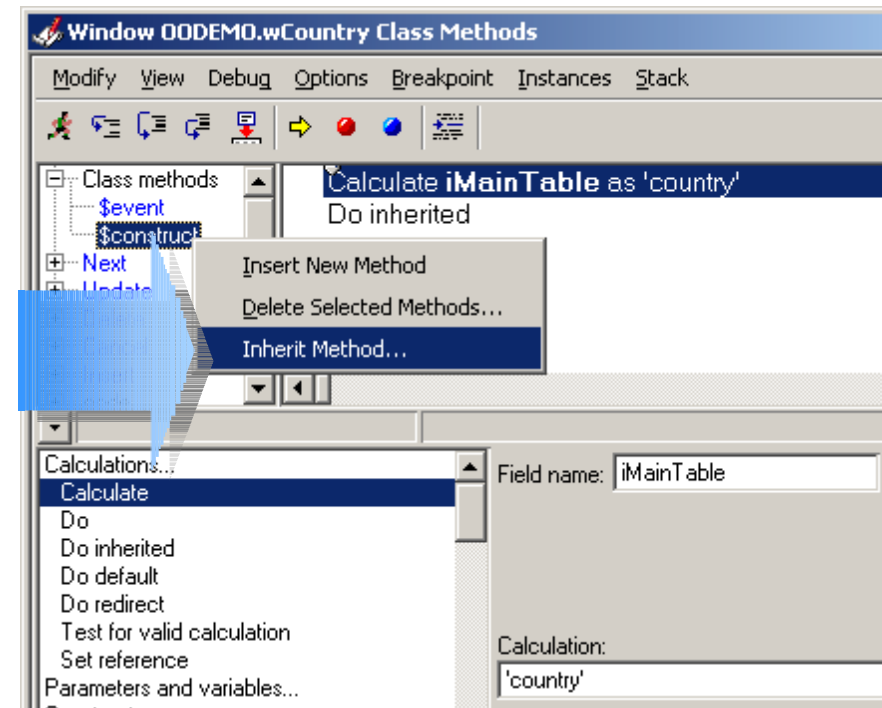 Window OODEMO.wCountry Class Methods
Modify View Debug Options Breakpoint Instances Stack
Class methods
$event
$construct
Next
Update
Calculate iMainTable as 'country'
Do inherited
Insert New Method
Delete Selected Methods...
Inherit Method...
Calculations...
Calculate
Do
Do inherited
Do default
Do redirect
Test for valid calculation
Set reference
Parameters and variables...
Field name: iMainTable
Calculation:
'country'